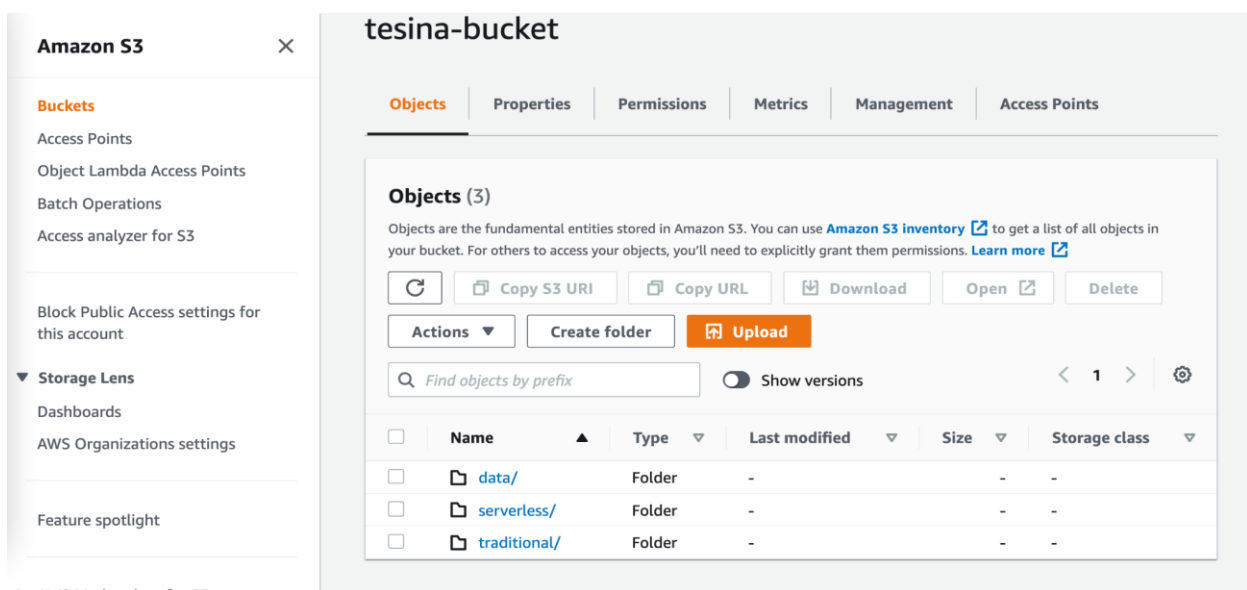 Amazon S3
Buckets
Access Points
Object Lambda Access Points
Batch Operations
Access analyzer for S3
Block Public Access settings for
this account
Storage Lens
Dashboards
AWS Organizations settings
Feature spotlight
tesina-bucket
Objects Properties Permissions Metrics Management Access Points
Objects (3)
Objects are the fundamental entities stored in Amazon S3. You can use Amazon S3 inventory to get a list of all objects in
your bucket. For others to access your objects, you'll need to explicitly grant them permissions. Learn more
Copy S3 URI Copy URL Download Open Delete
Actions Create folder Upload
Find objects by prefix Show versions 1
Name Type Last modified Size Storage class
data/ Folder - - -
serverless/ Folder - - -
traditional/ Folder - - -